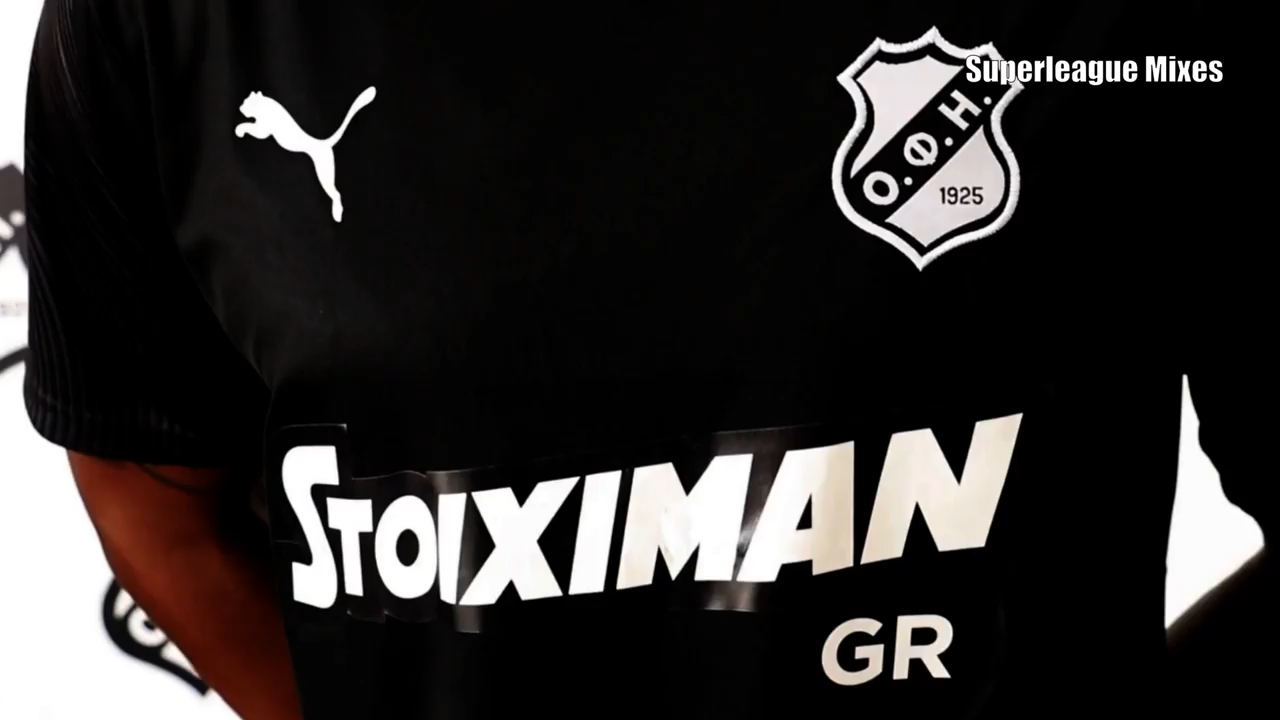 Superleague Mixes
Ο.Φ.Η.
1925
STOIXIMAN
GR